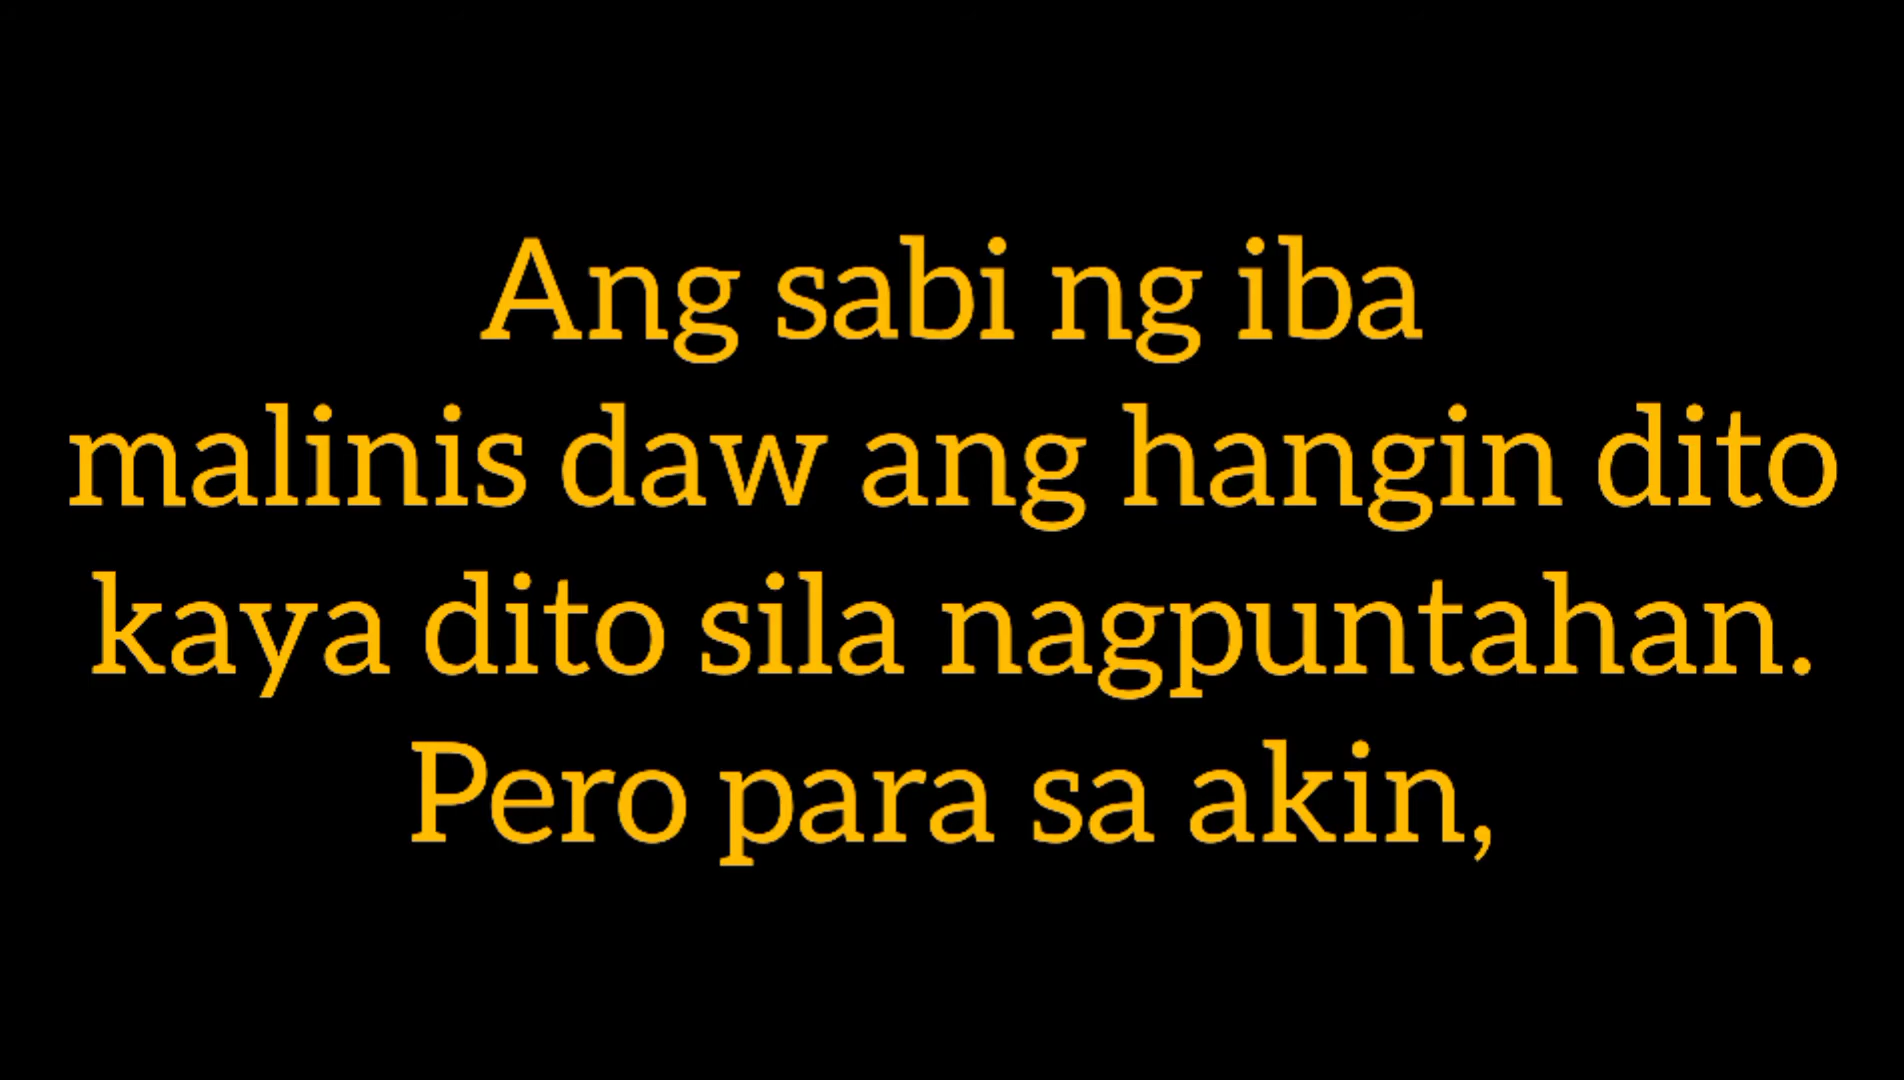 Ang sabi ng iba
malinis daw ang hangin dito
kaya dito sila nagpuntahan.
Pero para sa akin,